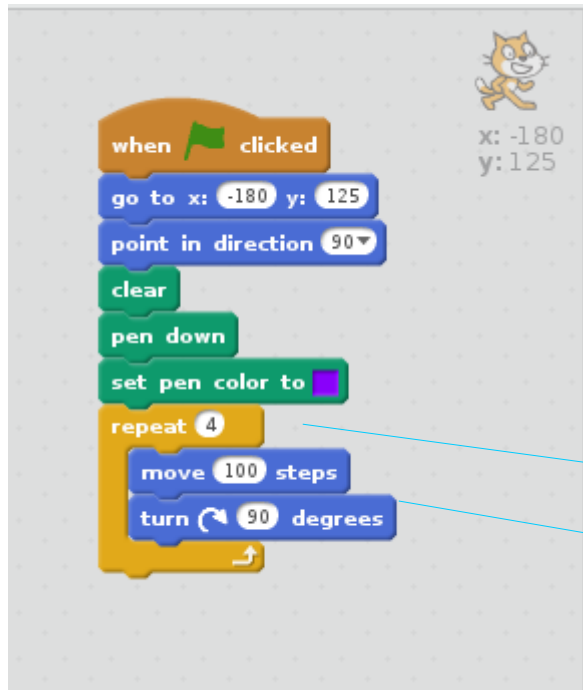 x: -180
y: 125
when clicked
go to x: -180 y: 125
point in direction 90
clear
pen down
set pen color to
repeat 4
move 100 steps
turn 90 degrees